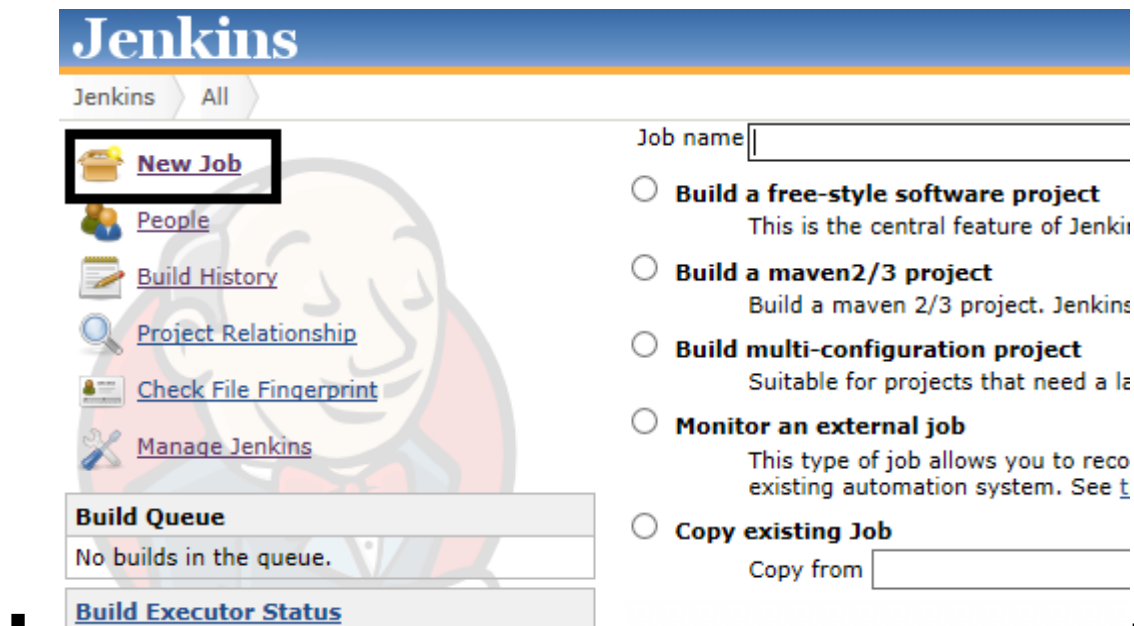 Jenkins
Jenkins All
New Job
People
Build History
Project Relationship
Check File Fingerprint
Manage Jenkins
Build Queue
No builds in the queue.
Build Executor Status
Job name
Build a free-style software project
This is the central feature of
Build a maven2/3 project
Build a maven 2/3 project. Jenkins
Build multi-configuration project
Suitable for projects that need a
Monitor an external job
This type of job allows you to
existing automation system. See
Copy existing Job
Copy from